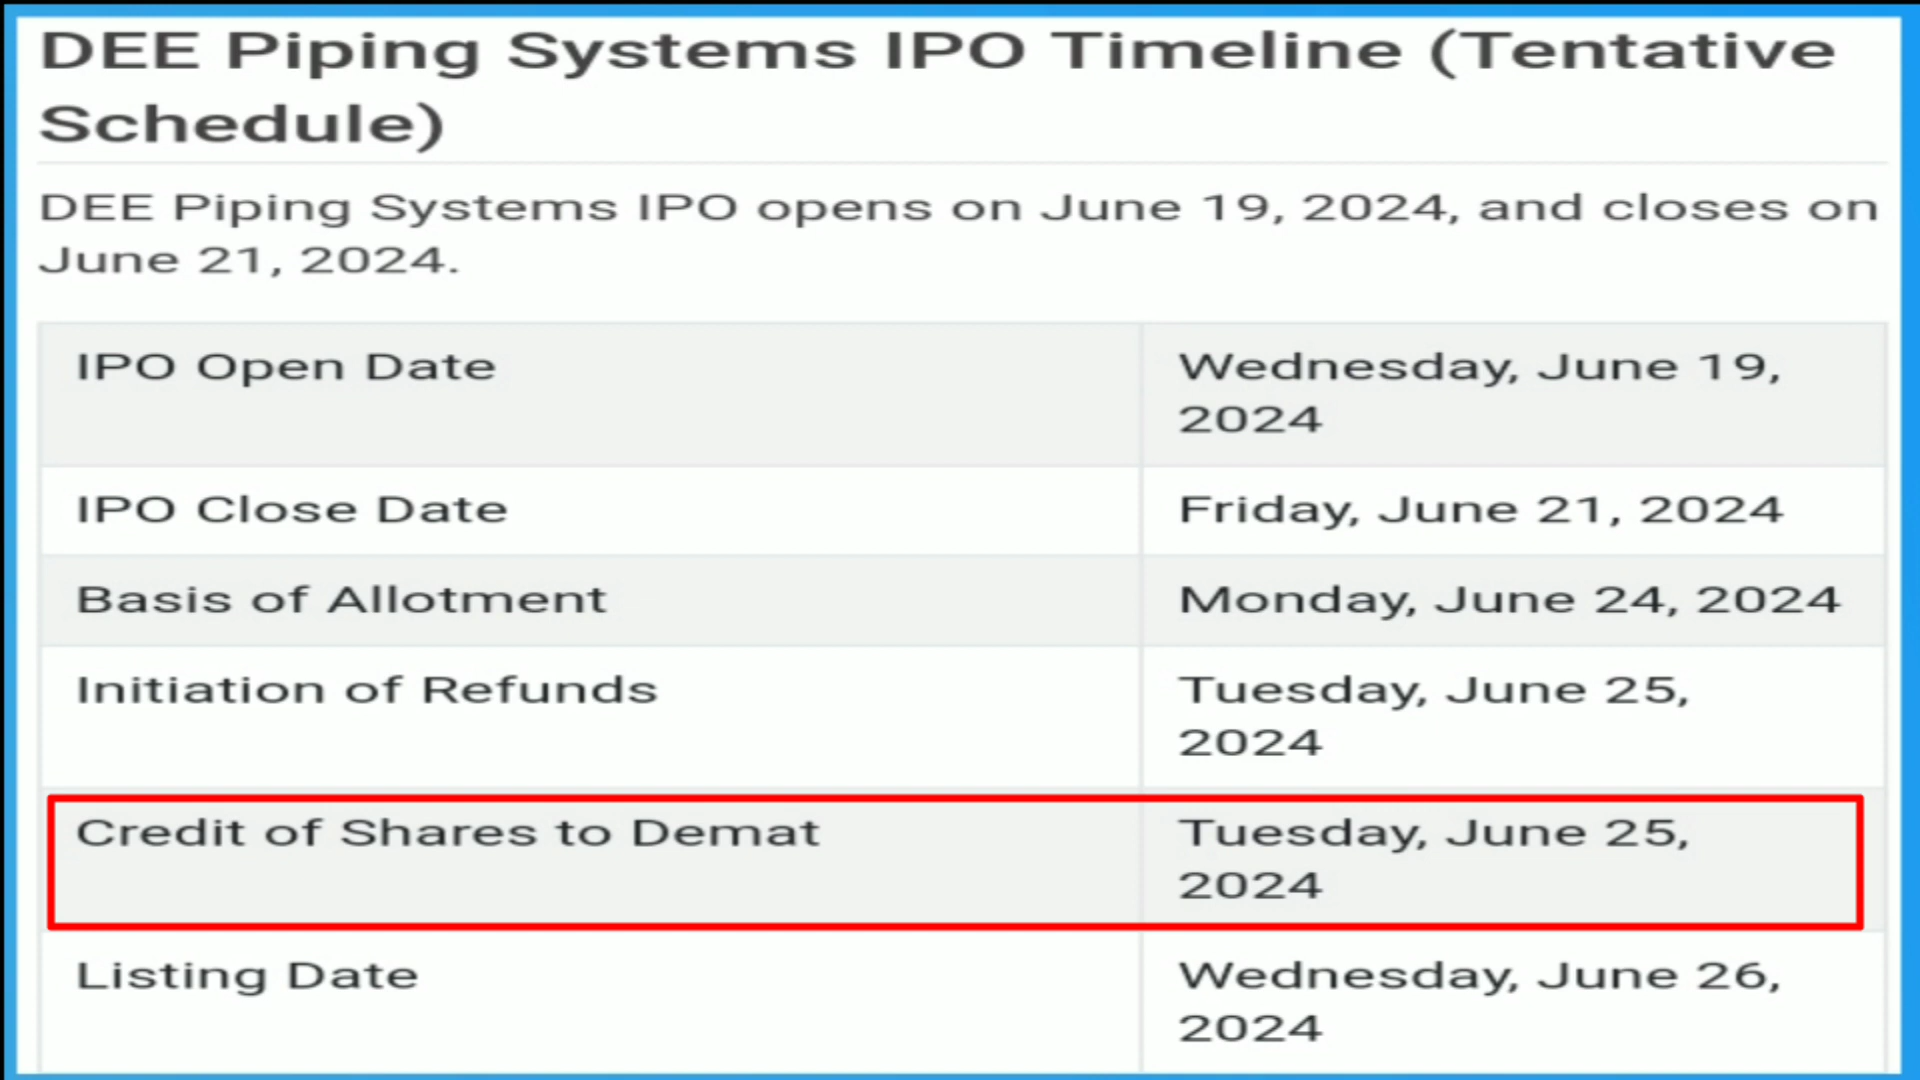 DEE Piping Systems IPO Timeline (Tentative
Schedule)
DEE Piping Systems IPO opens on June 19, 2024, and closes on
June 21, 2024.
IPO Open Date
Wednesday, June 19,
2024
IPO Close Date
Friday, June 21, 2024
Basis of Allotment
Monday, June 24, 2024
Initiation of Refunds
Tuesday, June 25,
2024
Credit of Shares to Demat
Tuesday, June 25,
2024
Listing Date
Wednesday, June 26,
2024